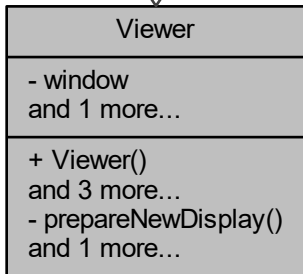 Viewer
- window
and 1 more...
+ Viewer()
and 3 more...
- prepareNewDisplay()
and 1 more...